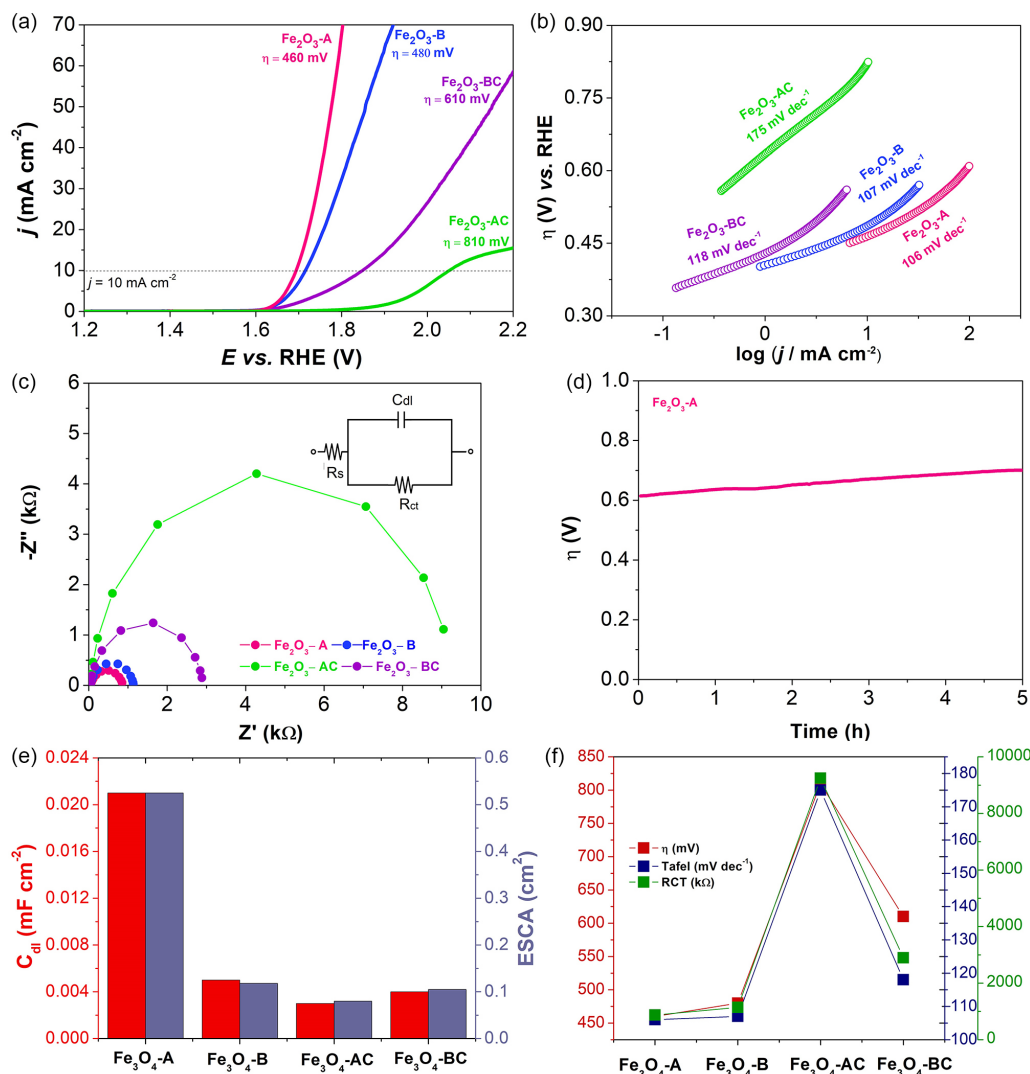 (a)
70
60
50
40
30
20
10
0
j (mA cm⁻²)
Fe₂O₃-A
η = 460 mV
Fe₂O₃-B
η = 480 mV
Fe₂O₃-BC
η = 610 mV
Fe₂O₃-AC
η = 810 mV
j = 10 mA cm⁻²
1.2 1.4 1.6 1.8 2.0 2.2
E vs. RHE (V)
(b)
0.90
0.75
0.60
0.45
0.30
η (V) vs. RHE
Fe₂O₃-AC
175 mV dec⁻¹
Fe₂O₃-B
107 mV dec⁻¹
Fe₂O₃-BC
118 mV dec⁻¹
Fe₂O₃-A
106 mV dec⁻¹
-1 0 1 2
log (j / mA cm⁻²)
(c)
6
5
4
3
2
1
0
-Z" (kΩ)
Cdl
Rs
Rct
Fe₂O₃– A Fe₂O₃– B
Fe₂O₃– AC Fe₂O₃– BC
0 2 4 6 8 10
Z' (kΩ)
(d)
1.0
0.8
0.6
0.4
0.2
0.0
η (V)
Fe₂O₃-A
0 1 2 3 4 5
Time (h)
(e)
0.024
0.020
0.016
0.012
0.008
0.004
0.000
C_dl (mF cm⁻²)
0.6
0.5
0.4
0.3
0.2
0.1
0.0
ESCA (cm²)
Fe₃O₄-A Fe₃O₄-B Fe₃O₄-AC Fe₃O₄-BC
(f)
850
800
750
700
650
600
550
500
450
η (mV)
Tafel (mV dec⁻¹)
RCT (kΩ)
180
170
160
150
140
130
120
110
100
10000
8000
6000
4000
2000
0
Fe₃O₄-A Fe₃O₄-B Fe₃O₄-AC Fe₃O₄-BC